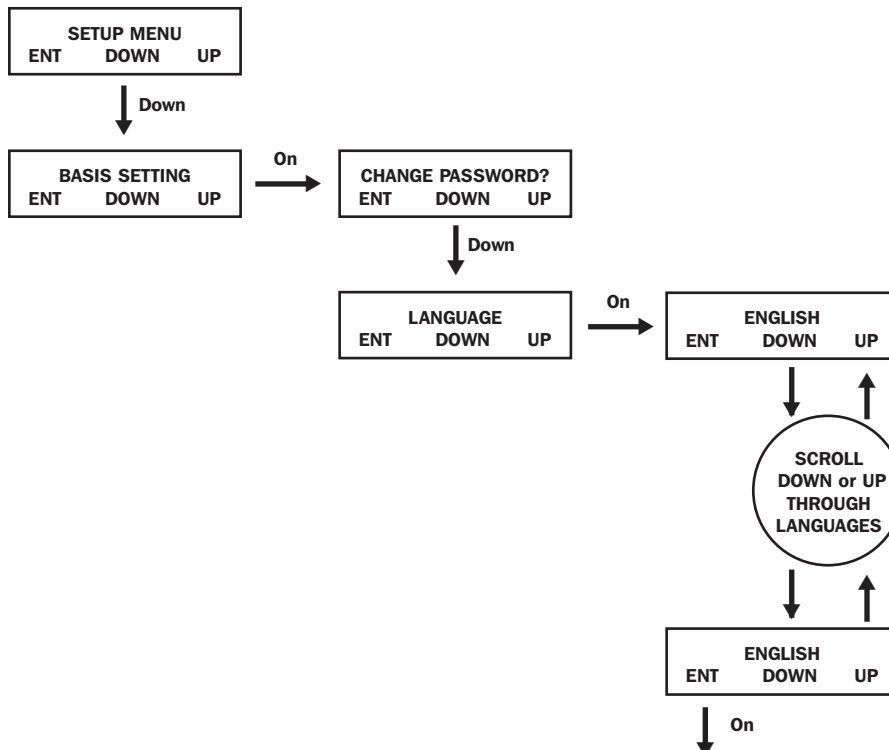 SETUP MENU
ENT DOWN UP
Down
BASIS SETTING
ENT DOWN UP
On
CHANGE PASSWORD?
ENT DOWN UP
Down
LANGUAGE
ENT DOWN UP
On
ENGLISH
ENT DOWN UP
SCROLL
DOWN or UP
THROUGH
LANGUAGES
ENGLISH
ENT DOWN UP
On